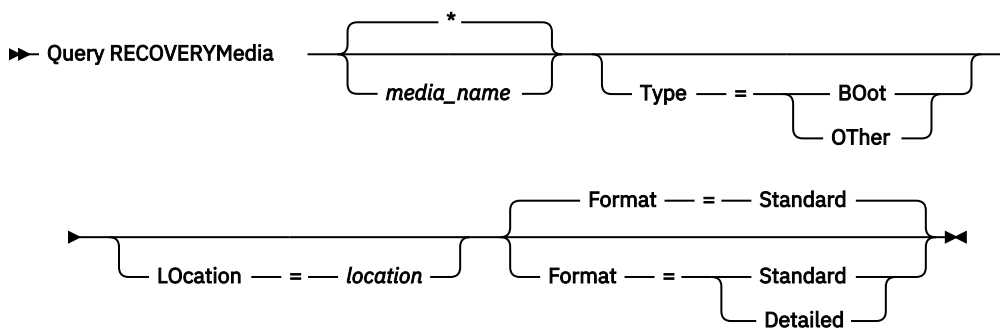 *
Query RECOVERYMedia
media_name
Type = BOot
OTher
Format = Standard
LOcation = location
Format = Standard
Detailed